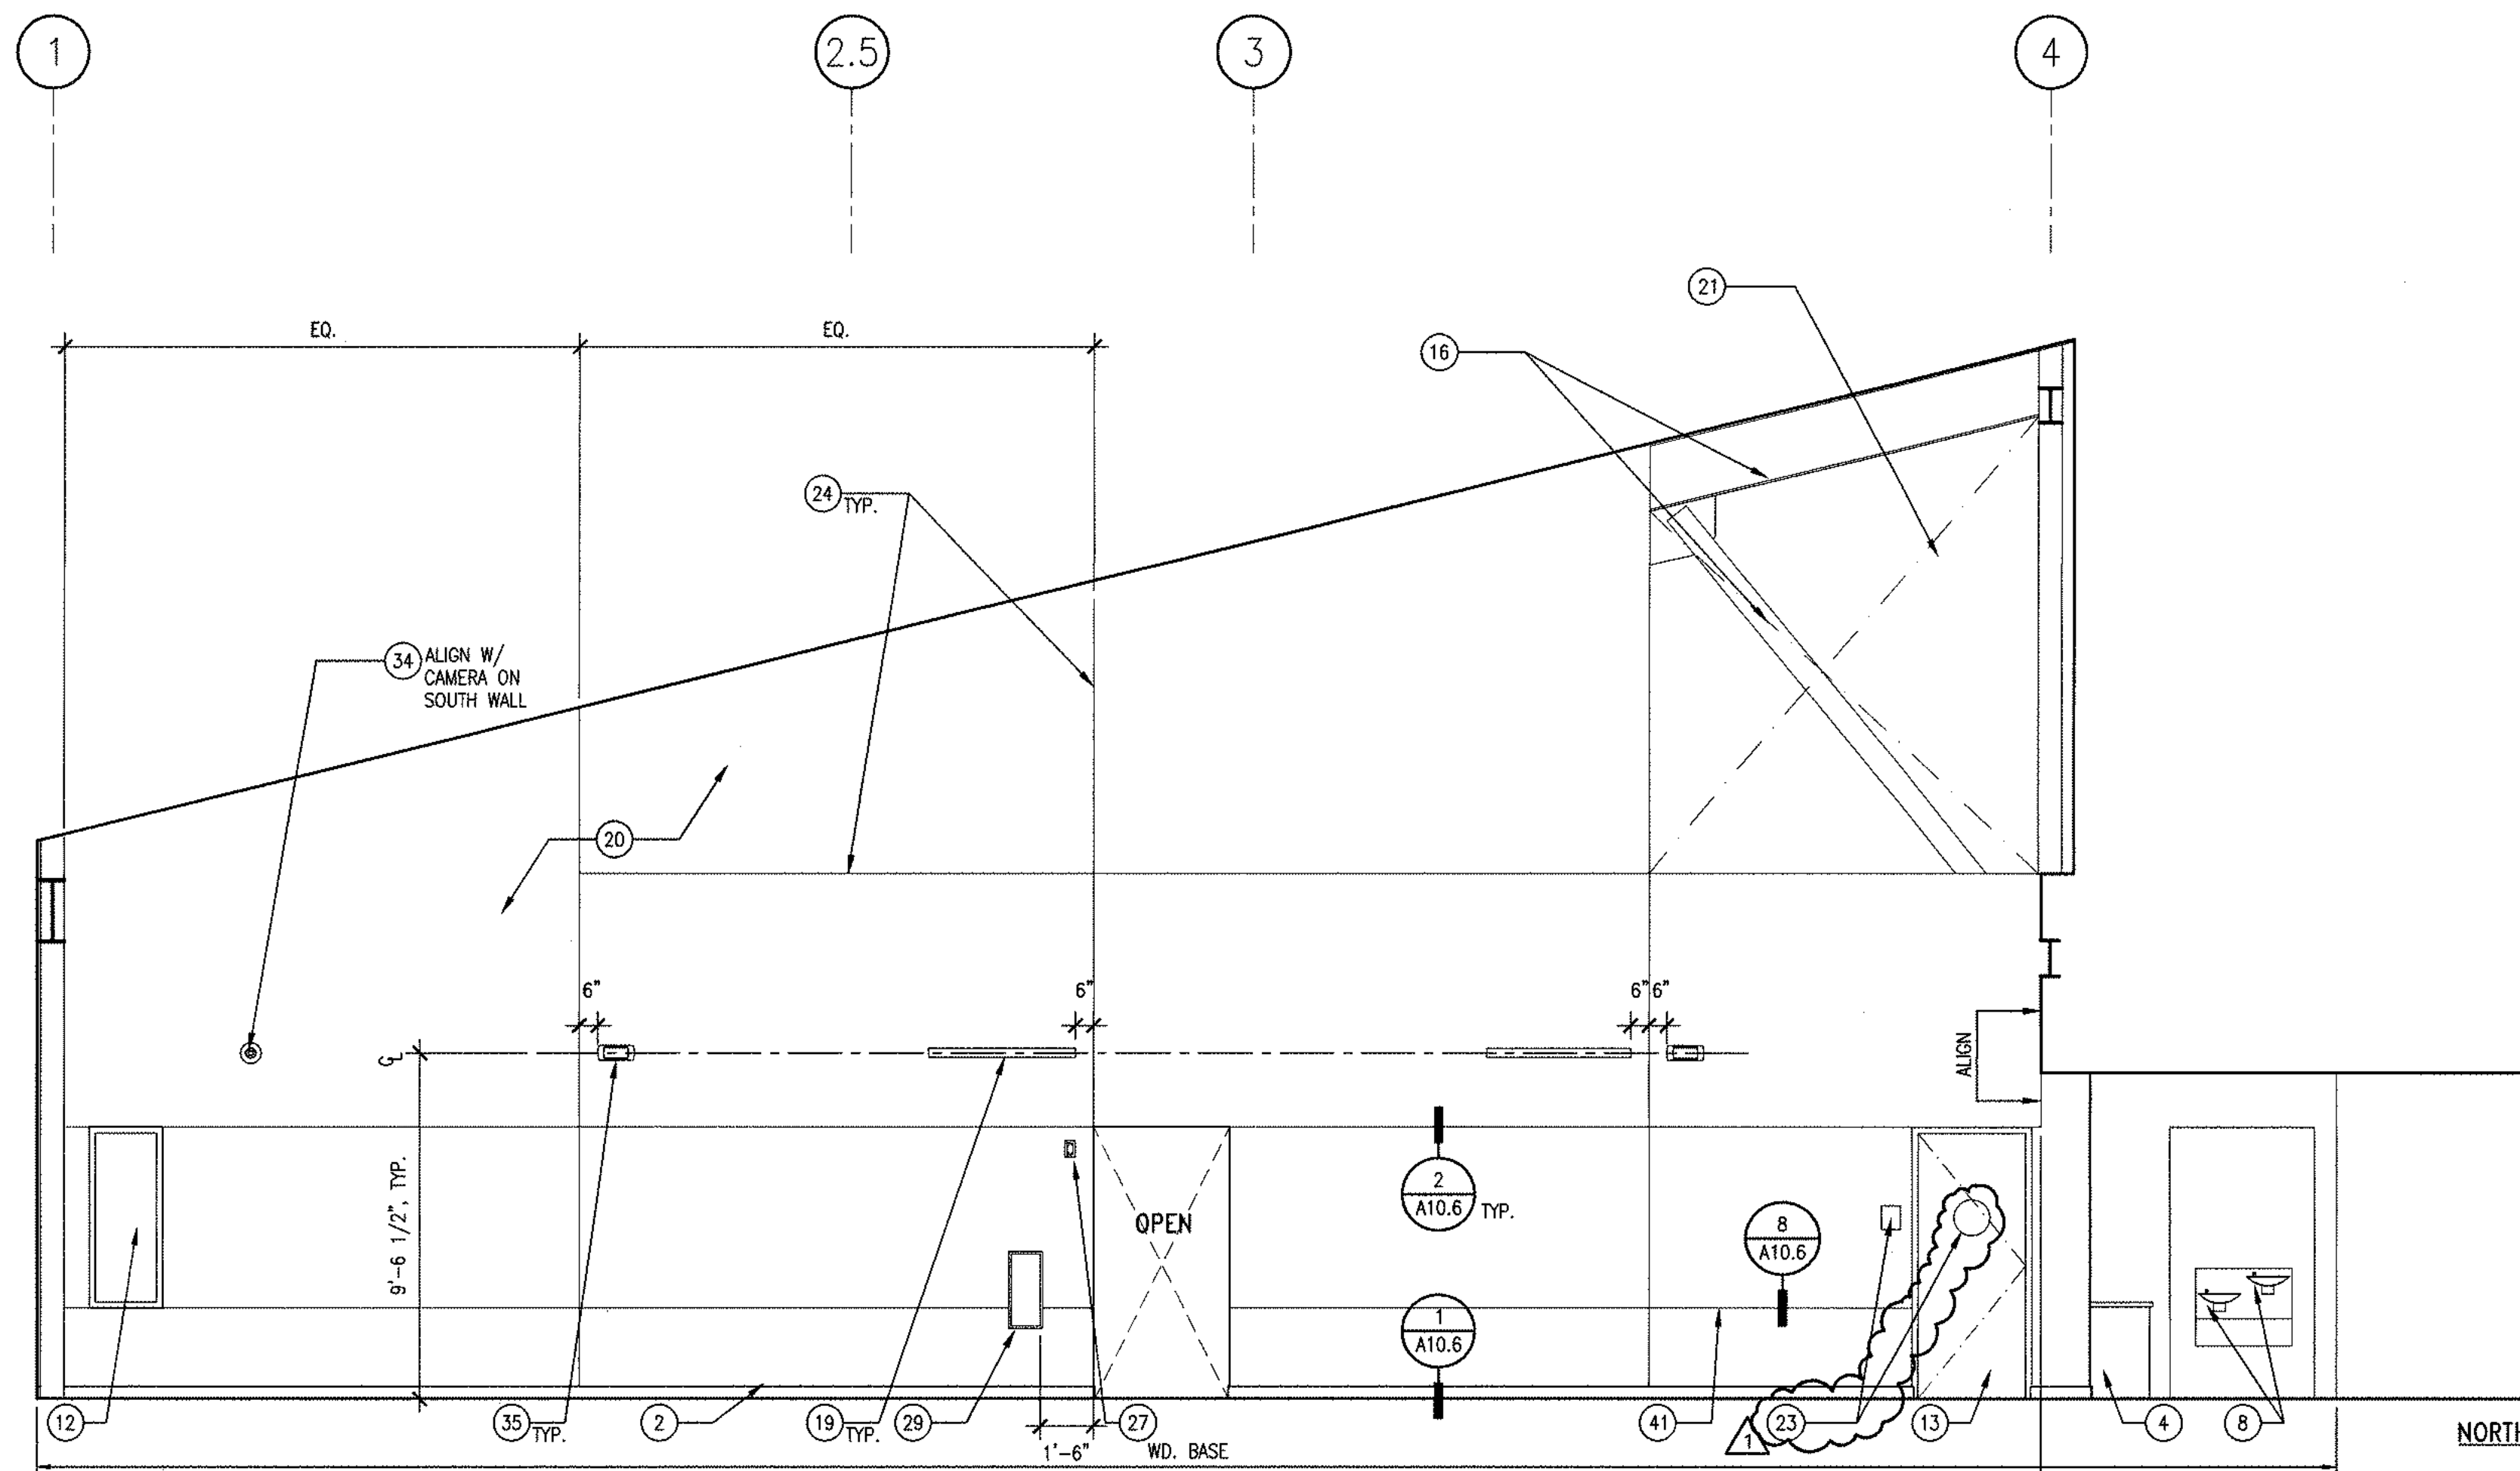 1
2.5
3
4
21
EQ.
EQ.
16
24
TYP.
34
ALIGN W/
CAMERA ON
SOUTH WALL
20
6"
6"
6"
6"
CL
ALIGN
9'-6 1/2", TYP.
2
A10.6
TYP.
OPEN
8
A10.6
1
A10.6
12
35
TYP.
2
19
TYP.
29
27
41
1
23
13
4
8
1'-6"
WD. BASE